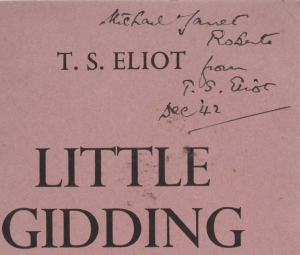 Michael & Janet
Roberts
from
T. S. ELIOT
T. S. Eliot
Dec '42
LITTLE
GIDDING